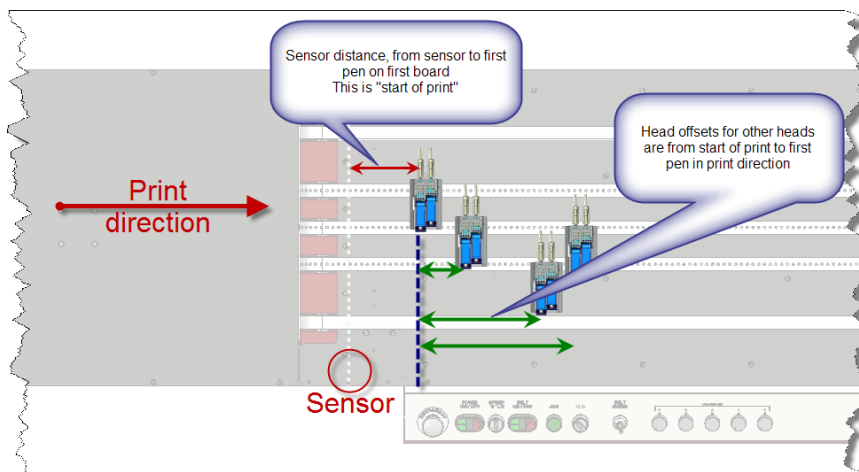 Sensor distance, from sensor to first
pen on first board
This is "start of print"
Head offsets for other heads
are from start of print to first
pen in print direction
Print
direction
Sensor